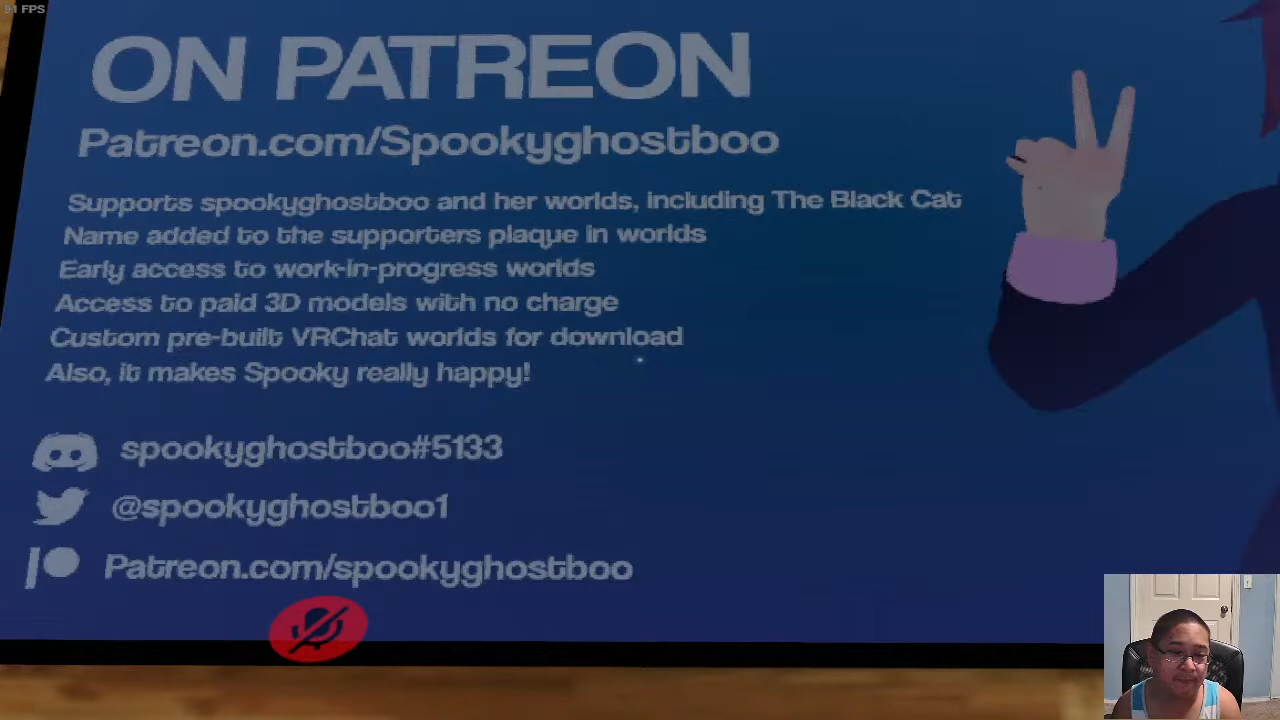 91 FPS
ON PATREON
Patreon.com/Spookyghostboo
Supports spookyghostboo and her worlds, including The Black Cat
Name added to the supporters plaque in worlds
Early access to work-in-progress worlds
Access to paid 3D models with no charge
Custom pre-built VRChat worlds for download
Also, it makes Spooky really happy!
spookyghostboo#5133
@spookyghostboo1
Patreon.com/spookyghostboo